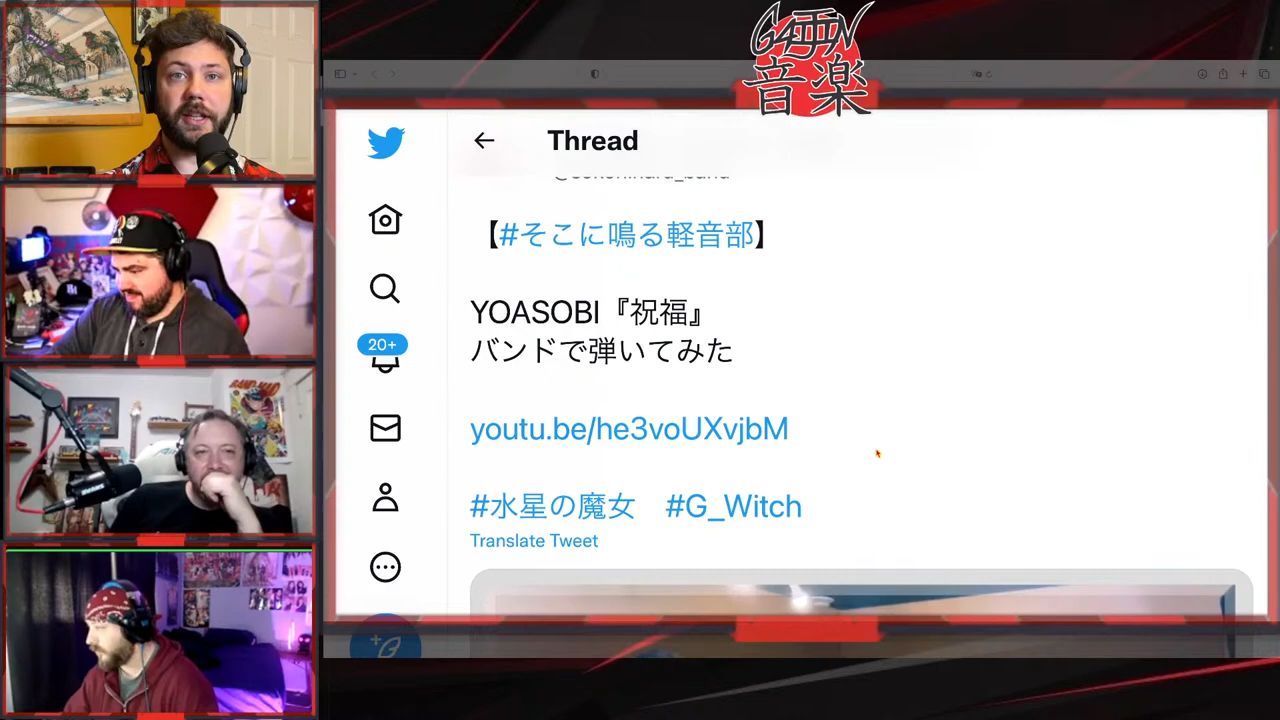 GAIJIN
音楽
Thread
【#そこに鳴る軽音部】
YOASOBI『祝福』
バンドで弾いてみた
20+
youtu.be/he3voUXvjbM
#水星の魔女 #G_Witch
Translate Tweet